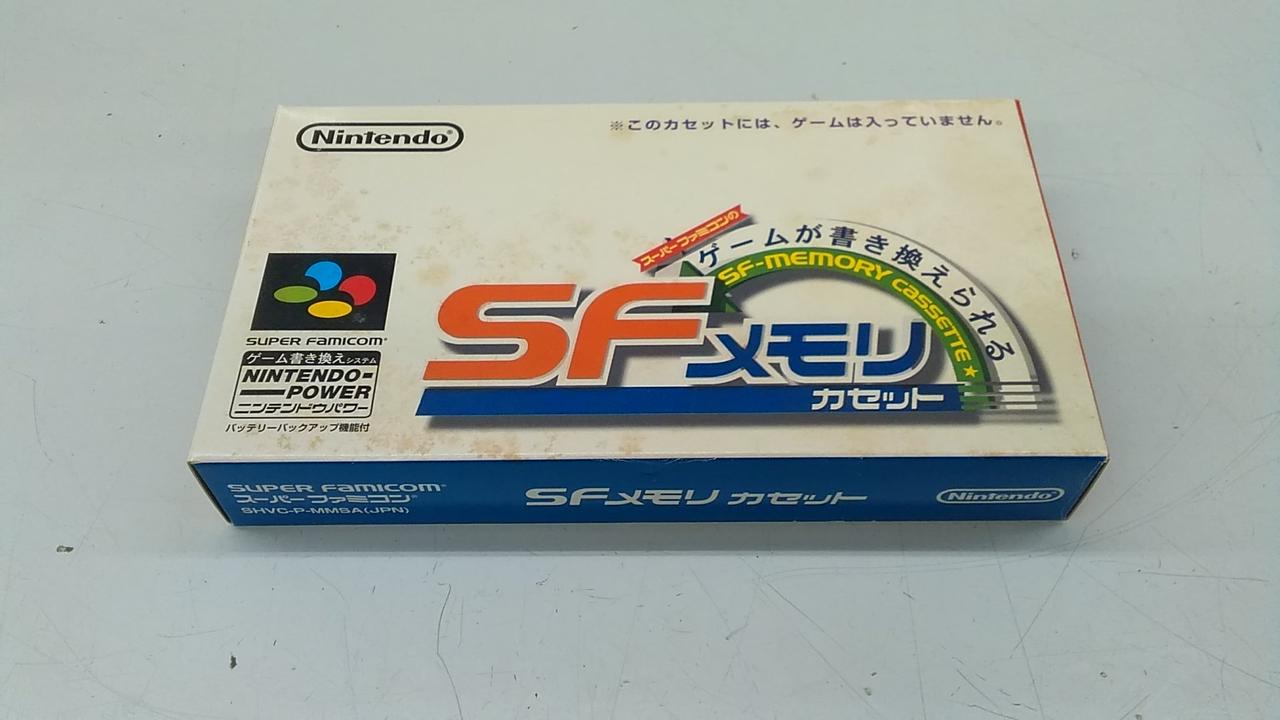 Nintendo®
※このカセットには、ゲームは入っていません。
スーパーファミコンの
ゲームが書き換えられる
SF-MEMORY CASSETTE★
SFメモリ
カセット
SUPER FAMICOM®
ゲーム書き換えシステム
NINTENDO-
POWER
ニンテンドウパワー
バッテリーバックアップ機能付
SUPER FAMICOM®
スーパーファミコン®
SHVC-P-MMSA(JPN)
SFメモリ カセット
Nintendo®